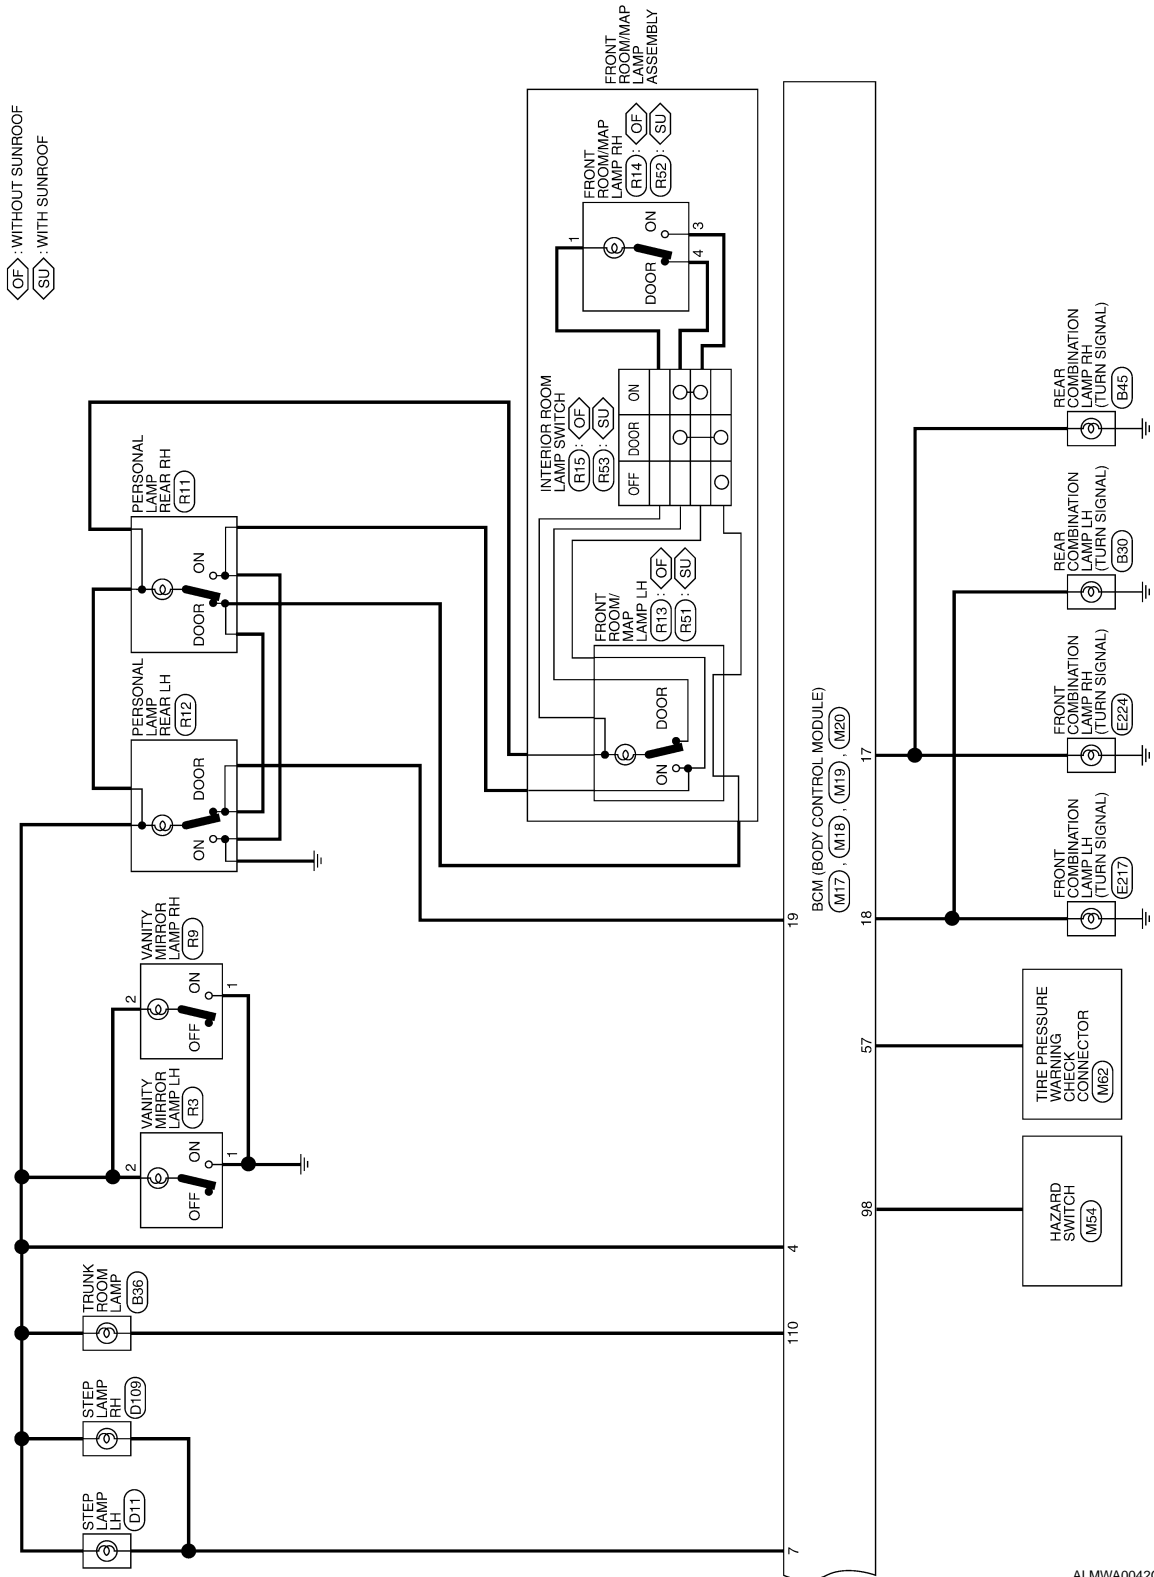 OF : WITHOUT SUNROOF
SU : WITH SUNROOF
STEP
LAMP
LH
D11
STEP
LAMP
RH
D109
TRUNK
ROOM
LAMP
B36
VANITY
MIRROR
LAMP LH
R3
2
OFF
ON
1
VANITY
MIRROR
LAMP RH
R9
2
OFF
ON
1
PERSONAL
LAMP
REAR LH
R12
ON
DOOR
PERSONAL
LAMP
REAR RH
R11
DOOR
ON
FRONT
ROOM/MAP
LAMP
ASSEMBLY
FRONT
ROOM/MAP
LAMP RH
R14 : OF
R52 : SU
1
DOOR
ON
4
3
INTERIOR ROOM
LAMP SWITCH
R15 : OF
R53 : SU
OFF
DOOR
ON
FRONT
ROOM/
MAP
LAMP LH
R13 : OF
R51 : SU
ON
DOOR
7
110
4
19
BCM (BODY CONTROL MODULE)
M17 , M18 , M19 , M20
98
57
18
17
HAZARD
SWITCH
M54
TIRE PRESSURE
WARNING
CHECK
CONNECTOR
M62
FRONT
COMBINATION
LAMP LH
(TURN SIGNAL)
E217
FRONT
COMBINATION
LAMP RH
(TURN SIGNAL)
E224
REAR
COMBINATION
LAMP LH
(TURN SIGNAL)
B30
REAR
COMBINATION
LAMP RH
(TURN SIGNAL)
B45